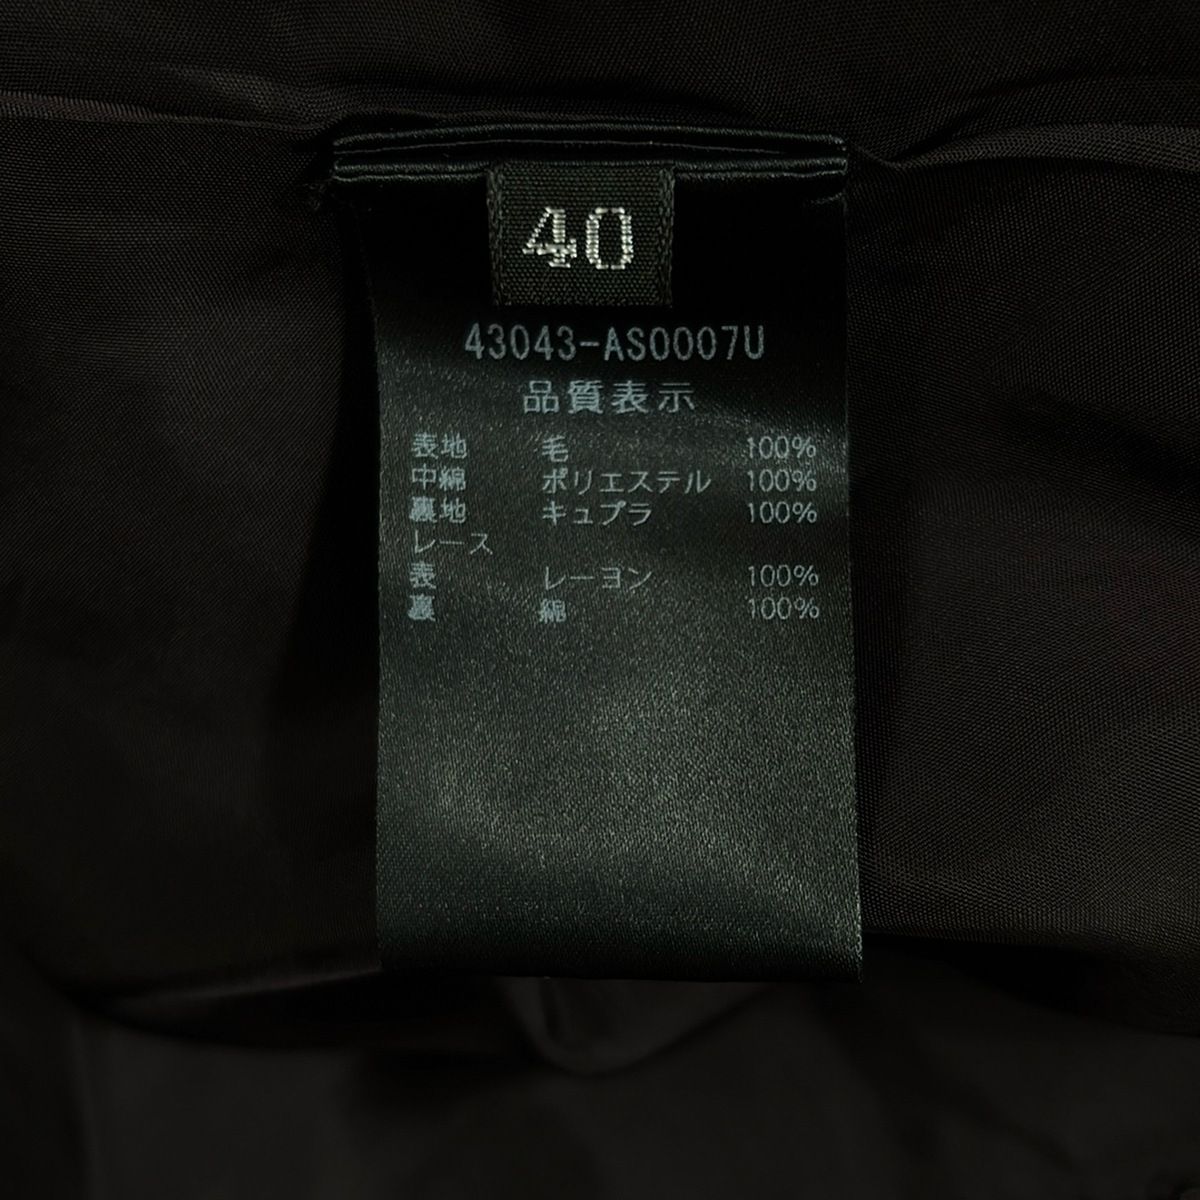 40
43043-AS0007U
品質表示
表地 毛 100%
中綿 ポリエステル 100%
裏地 キュプラ 100%
レース
表 レーヨン 100%
裏 綿 100%